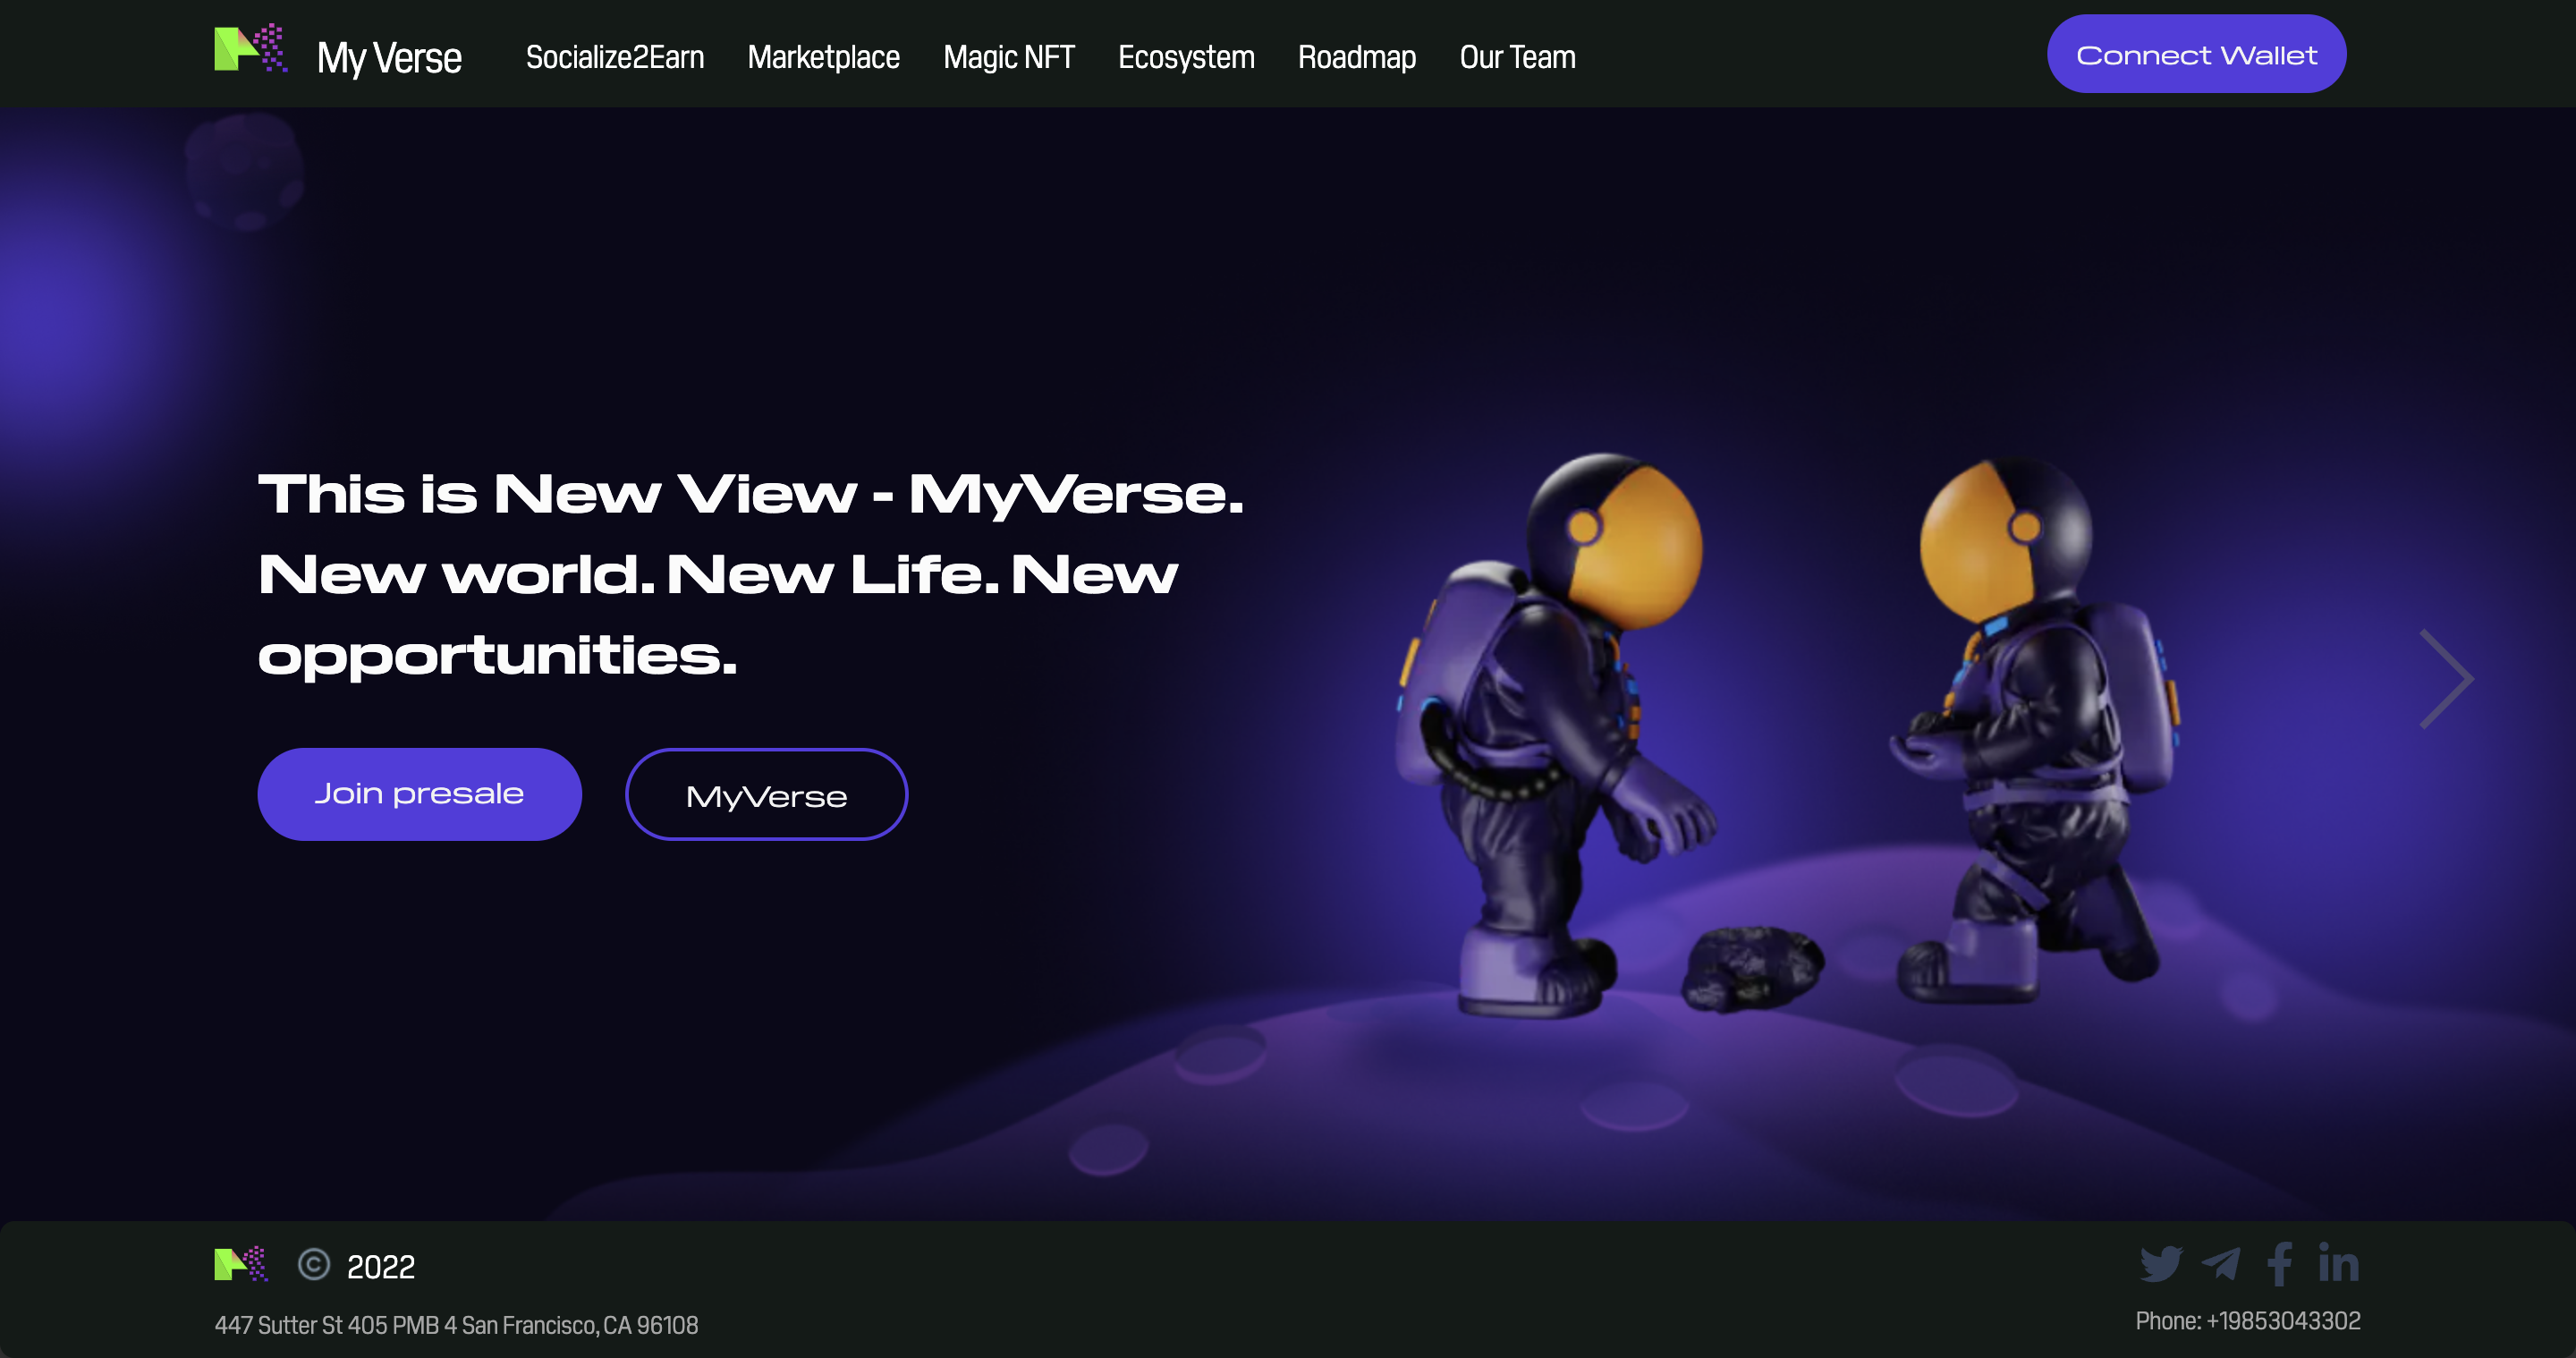 My Verse
Socialize2Earn
Marketplace
Magic NFT
Ecosystem
Roadmap
Our Team
Connect Wallet
This is New View - MyVerse.
New world. New Life. New
opportunities.
Join presale
MyVerse
© 2022
447 Sutter St 405 PMB 4 San Francisco, CA 96108
Phone: +19853043302